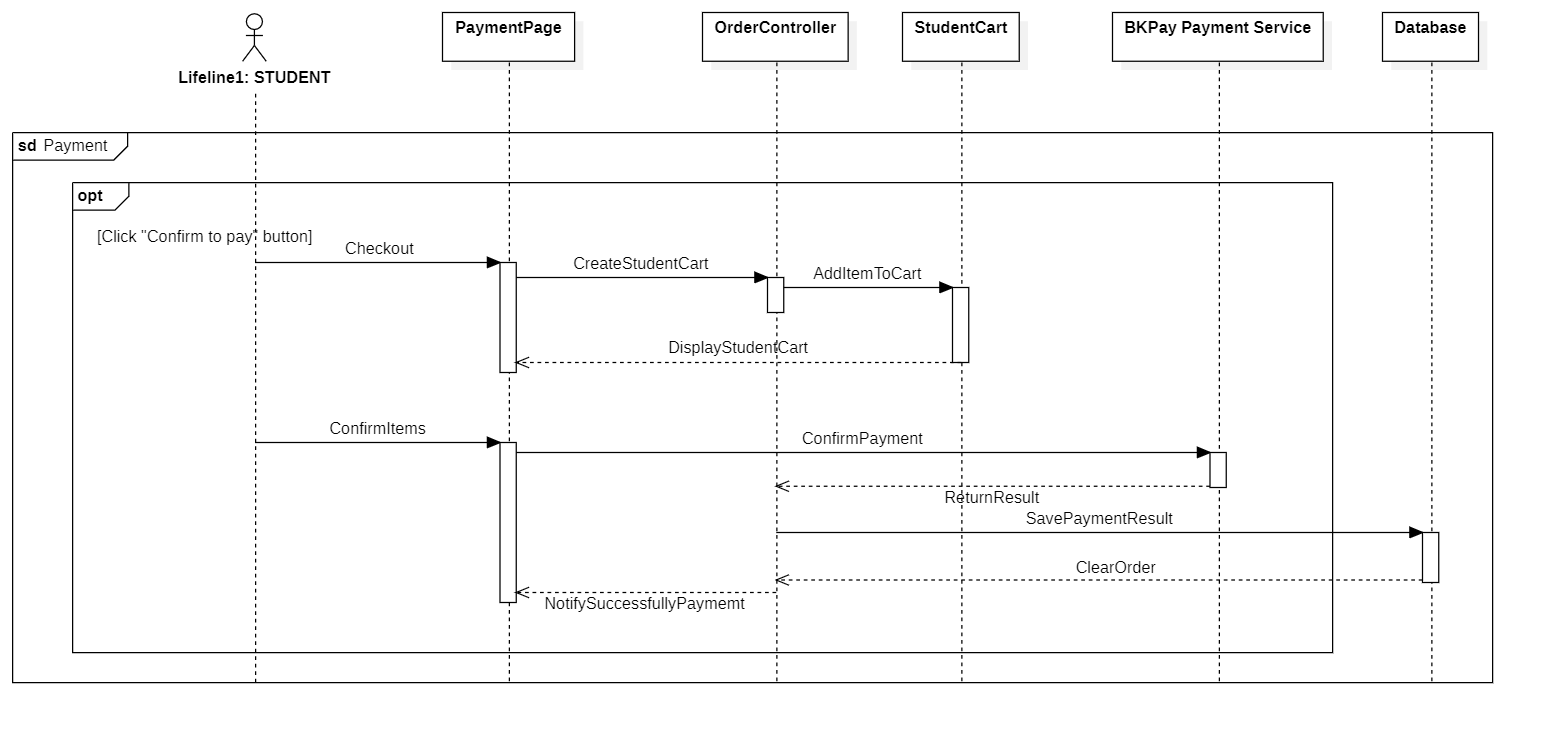 PaymentPage
OrderController
StudentCart
BKPay Payment Service
Database
Lifeline1: STUDENT
sd Payment
opt
[Click "Confirm to pay" button]
Checkout
CreateStudentCart
AddItemToCart
DisplayStudentCart
ConfirmItems
ConfirmPayment
ReturnResult
SavePaymentResult
ClearOrder
NotifySuccessfullyPaymemt